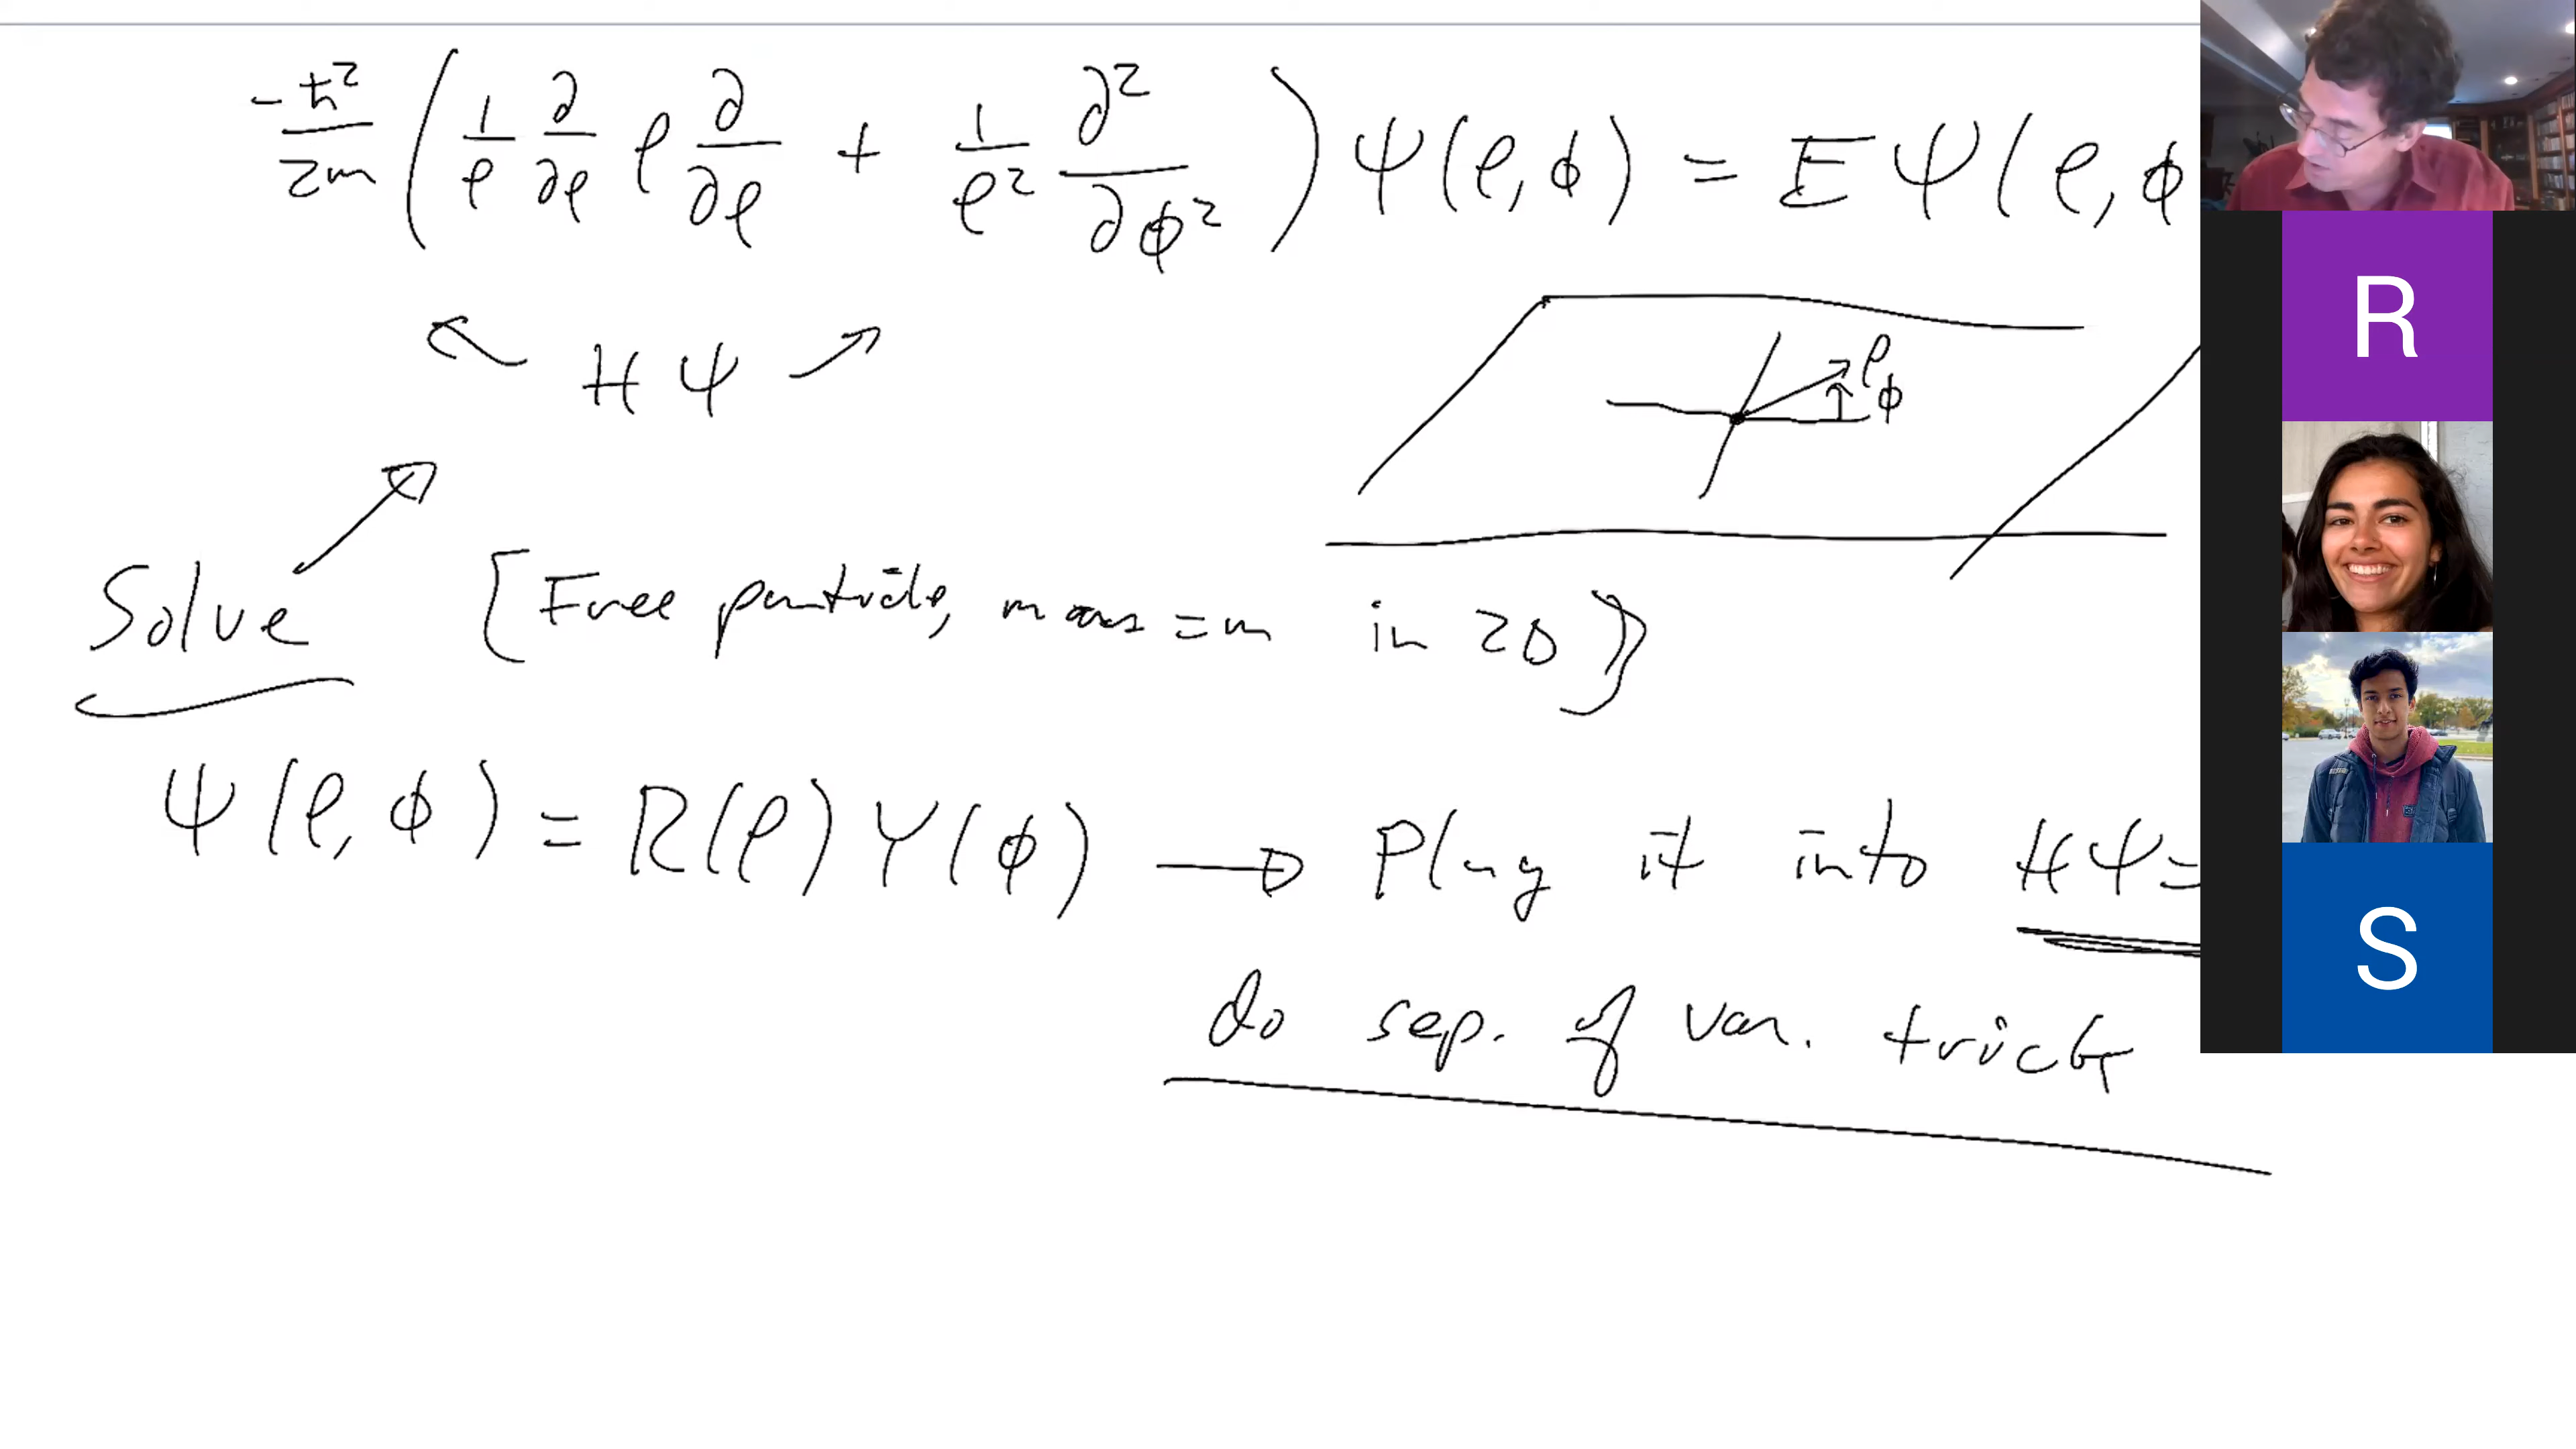 -ħ²/2m (1/ρ ∂/∂ρ ρ ∂/∂ρ + 1/ρ² ∂²/∂φ²) Ψ(ρ,φ) = E Ψ(ρ,φ
HΨ
ρ
φ
Solve [Free particle, mass = m in 2D]
Ψ(ρ,φ) = R(ρ) Y(φ) → Plug it into HΨ=
do sep. of var. trick
R
S